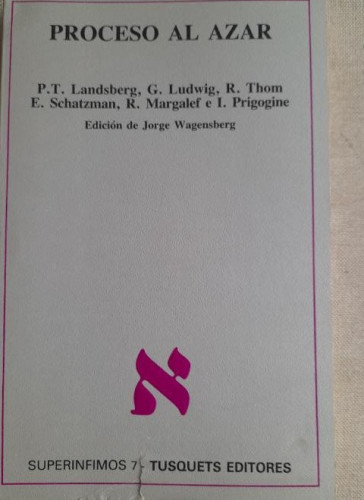 PROCESO AL AZAR
P.T. Landsberg, G. Ludwig, R. Thom
E. Schatzman, R. Margalef e I. Prigogine
Edición de Jorge Wagensberg
א
SUPERINFIMOS 7 - TUSQUETS EDITORES